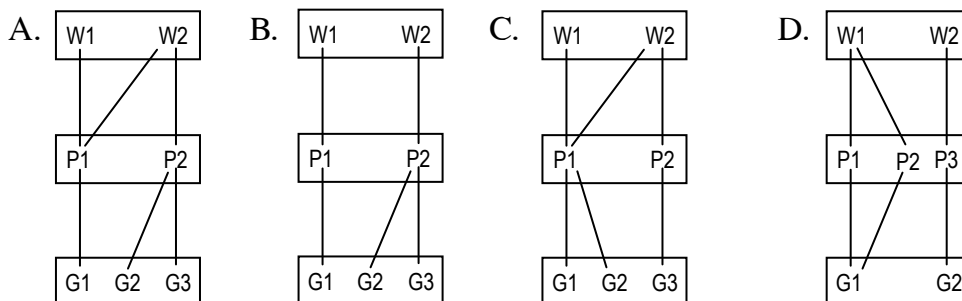 A. B. C. D.
W1 W2 W1 W2 W1 W2 W1 W2
P1 P2 P1 P2 P1 P2 P1 P2 P3
G1 G2 G3 G1 G2 G3 G1 G2 G3 G1 G2